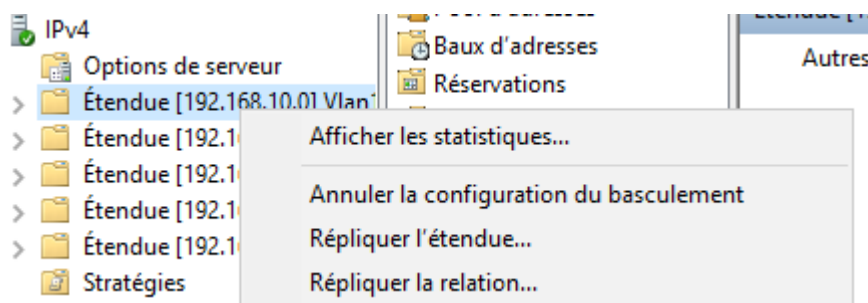 IPv4
Options de serveur
Étendue [192.168.10.0] Vlan1
Étendue [192.1
Étendue [192.1
Étendue [192.1
Étendue [192.1
Stratégies
Baux d'adresses
Réservations
Autres
Afficher les statistiques...
Annuler la configuration du basculement
Répliquer l'étendue...
Répliquer la relation...